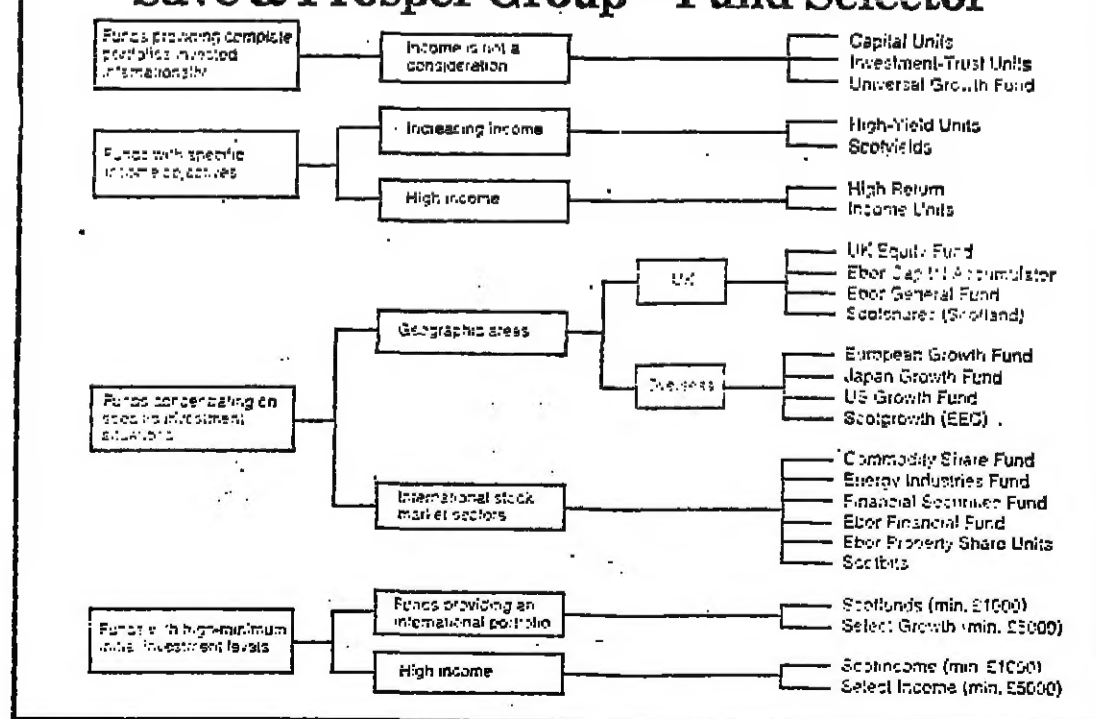 Save & Prosper Group – Fund Selector
Funds providing complete
portfolios invested
internationally
Income is not a
consideration
Capital Units
Investment-Trust Units
Universal Growth Fund
Funds with specific
income objectives
Increasing income
High-Yield Units
Scotyields
High income
High Return
Income Units
Funds concentrating on
specific investment
situations
Geographic areas
UK
UK Equity Fund
Ebor Capital Accumulator
Ebor General Fund
Scotshares (Scotland)
Overseas
European Growth Fund
Japan Growth Fund
US Growth Fund
Scotgrowth (EEC)
International stock
market sectors
Commodity Share Fund
Energy Industries Fund
Financial Securities Fund
Ebor Financial Fund
Ebor Property Share Units
Scotbits
Funds with high-minimum
initial investment levels
Funds providing an
international portfolio
Scotfunds (min. £1000)
Select Growth (min. £5000)
High income
Scotincome (min. £1000)
Select Income (min. £5000)